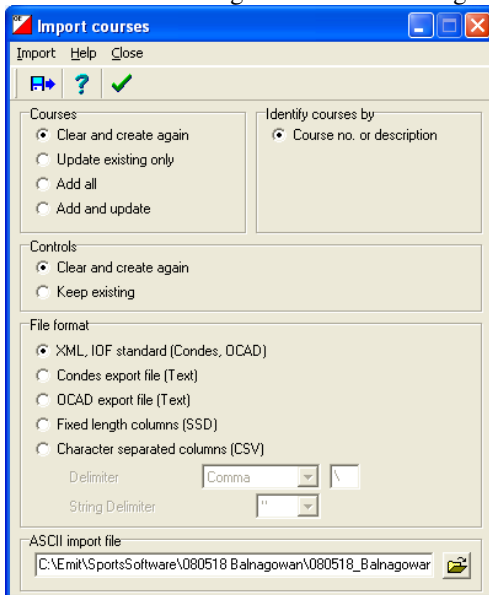 Import courses
Import Help Close
Courses
Clear and create again
Update existing only
Add all
Add and update
Identify courses by
Course no. or description
Controls
Clear and create again
Keep existing
File format
XML, IOF standard (Condes, OCAD)
Condes export file (Text)
OCAD export file (Text)
Fixed length columns (SSD)
Character separated columns (CSV)
Delimiter Comma \
String Delimiter "
ASCII import file
C:\Emit\SportsSoftware\080518 Balnagowan\080518_Balnagowar